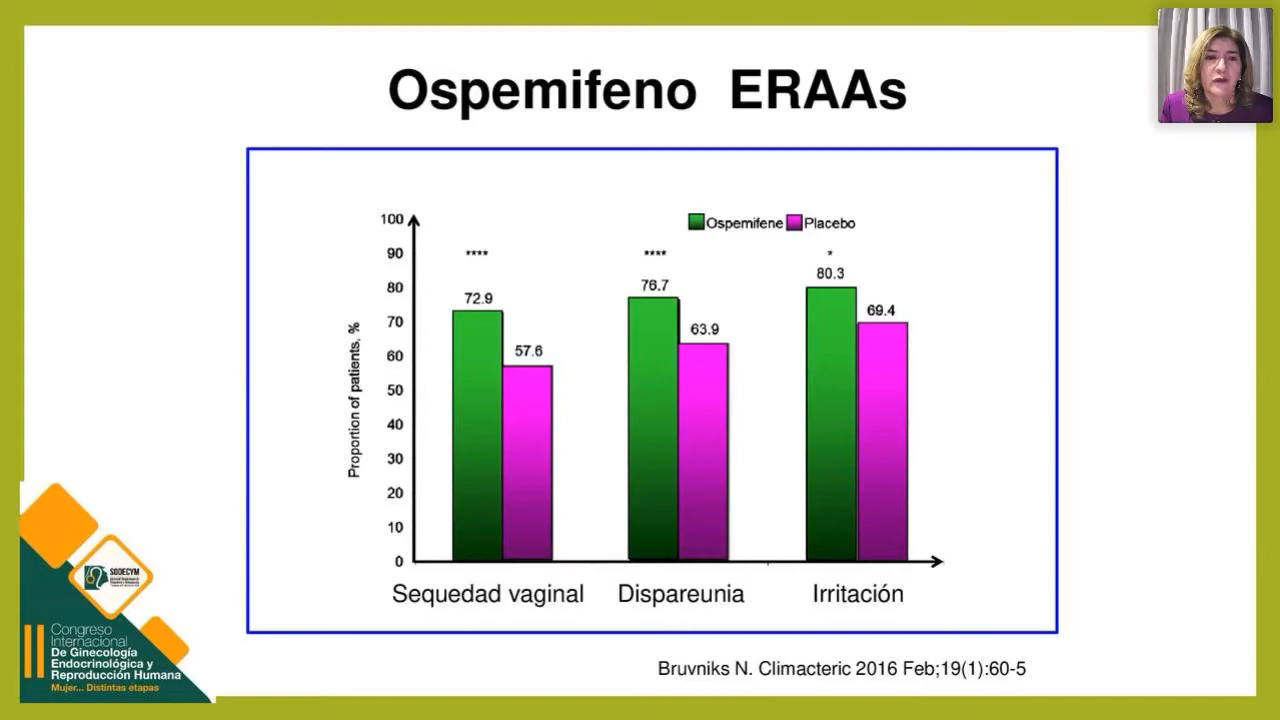 Ospemifeno ERAAs
Ospemifene Placebo
Proportion of patients, %
100
90
80
70
60
50
40
30
20
10
0
****
72.9
57.6
****
76.7
63.9
*
80.3
69.4
Sequedad vaginal
Dispareunia
Irritación
Bruvniks N. Climacteric 2016 Feb;19(1):60-5
SODECYM
II
Congreso
Internacional
De Ginecología
Endocrinológica y
Reproducción Humana
Mujer... Distintas etapas